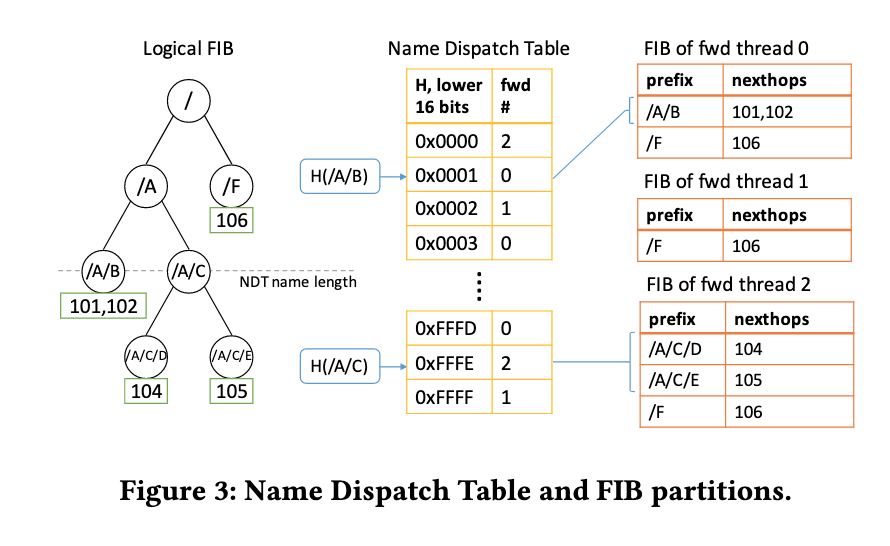 Logical FIB
/
/A
/F
106
/A/B
/A/C
NDT name length
101,102
/A/C/D
/A/C/E
104
105
Name Dispatch Table
H, lower 16 bits	fwd #
0x0000	2
0x0001	0
0x0002	1
0x0003	0
0xFFFD	0
0xFFFE	2
0xFFFF	1
H(/A/B)
H(/A/C)
FIB of fwd thread 0
prefix	nexthops
/A/B	101,102
/F	106
FIB of fwd thread 1
prefix	nexthops
/F	106
FIB of fwd thread 2
prefix	nexthops
/A/C/D	104
/A/C/E	105
/F	106
Figure 3: Name Dispatch Table and FIB partitions.